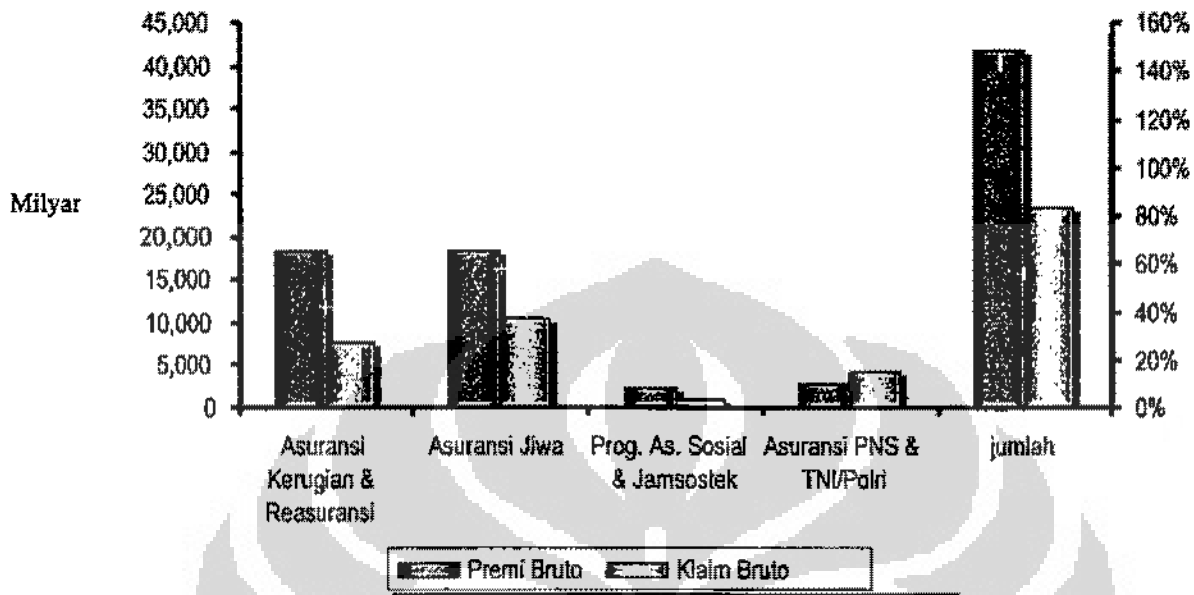 45,000
40,000
35,000
30,000
25,000
20,000
15,000
10,000
5,000
0
Milyar
160%
140%
120%
100%
80%
60%
40%
20%
0%
Asuransi
Kerugian &
Reasuransi
Asuransi Jiwa
Prog. As. Sosial
& Jamsostek
Asuransi PNS &
TNI/Polri
jumlah
Premi Bruto
Klaim Bruto